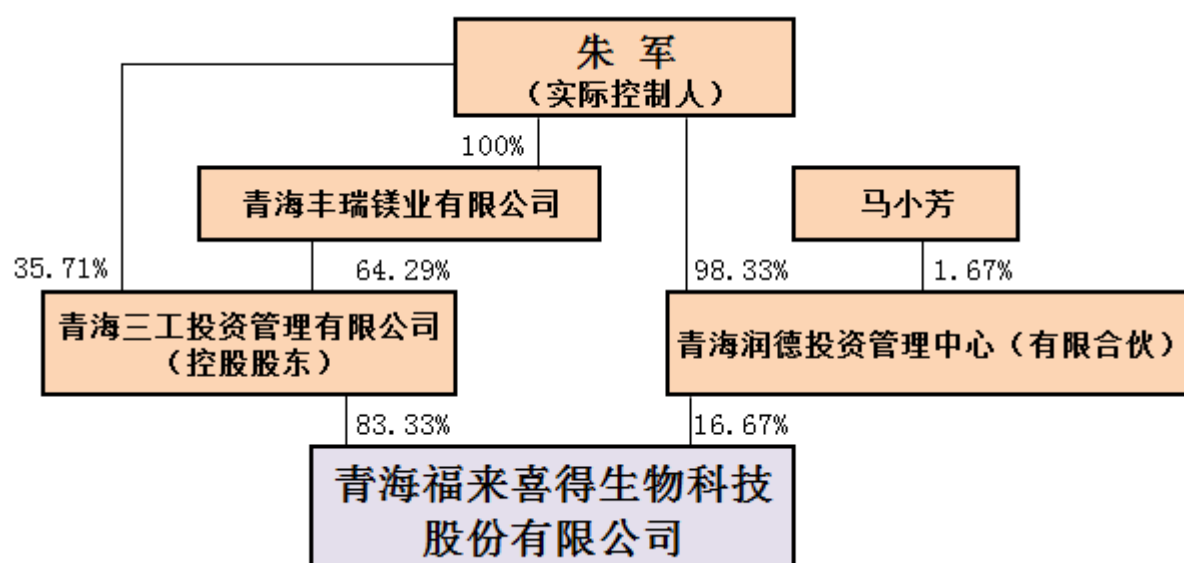 朱 军
（实际控制人）
100%
青海丰瑞镁业有限公司
马小芳
35.71%
64.29%
98.33%
1.67%
青海三工投资管理有限公司
（控股股东）
青海润德投资管理中心（有限合伙）
83.33%
16.67%
青海福来喜得生物科技
股份有限公司